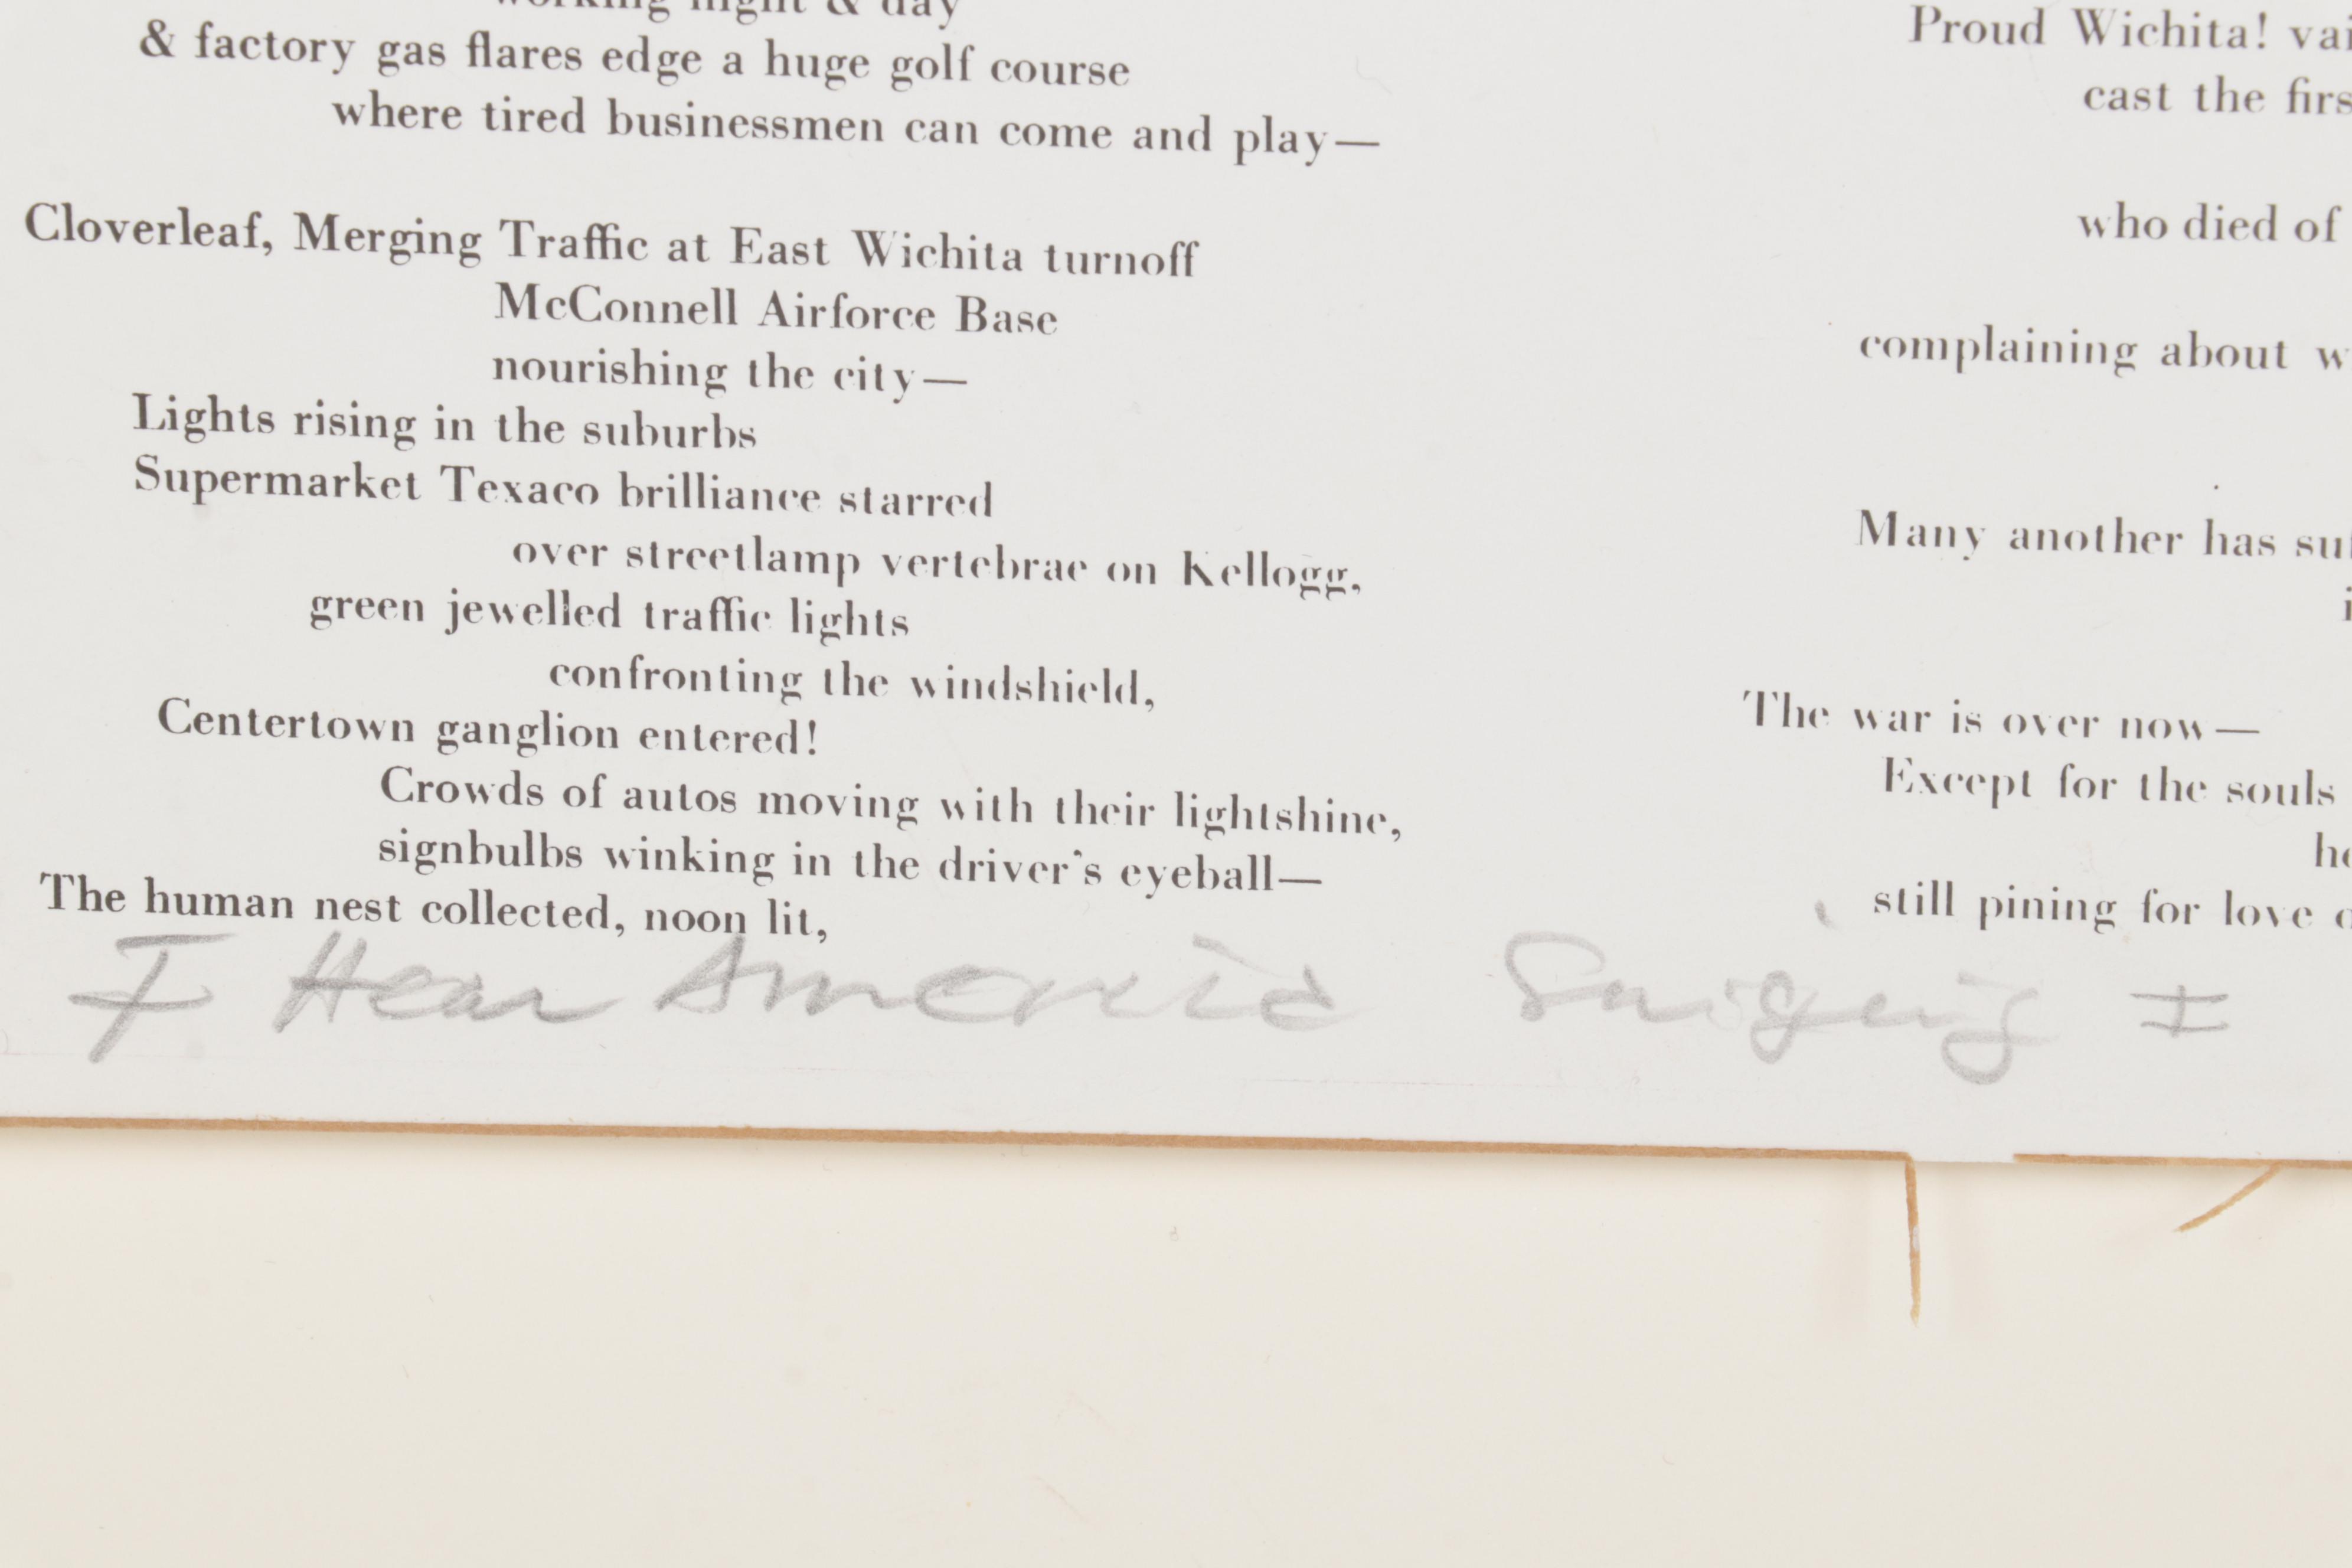 working night & day
& factory gas flares edge a huge golf course
where tired businessmen can come and play—
Cloverleaf, Merging Traffic at East Wichita turnoff
McConnell Airforce Base
nourishing the city—
Lights rising in the suburbs
Supermarket Texaco brilliance starred
over streetlamp vertebrae on Kellogg,
green jewelled traffic lights
confronting the windshield,
Centertown ganglion entered!
Crowds of autos moving with their lightshine,
signbulbs winking in the driver's eyeball—
The human nest collected, noon lit,
Proud Wichita!
cast the
who died of
complaining about
Many another has
The war is over now—
Except for the souls
still pining for love
I Hear America Singing I